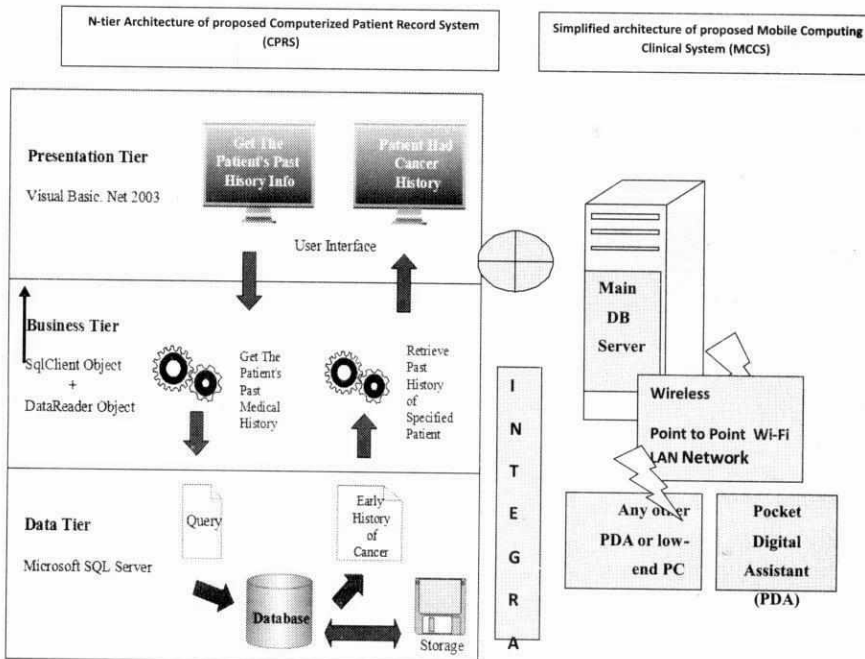 N-tier Architecture of proposed Computerized Patient Record System
(CPRS)
Simplified architecture of proposed Mobile Computing
Clinical System (MCCS)
Presentation Tier
Visual Basic. Net 2003
Get The
Patient's Past
Hisory Info
Patient Had
Cancer
History
User Interface
Business Tier
SqlClient Object
+
DataReader Object
Get The
Patient's
Past
Medical
History
Retrieve
Past
History
of
Specified
Patient
Data Tier
Microsoft SQL Server
Query
Early
History
of
Cancer
Database
Storage
I
N
T
E
G
R
A
Main
DB
Server
Wireless
Point to Point Wi-Fi
LAN Network
Any other
PDA or low-
end PC
Pocket
Digital
Assistant
(PDA)